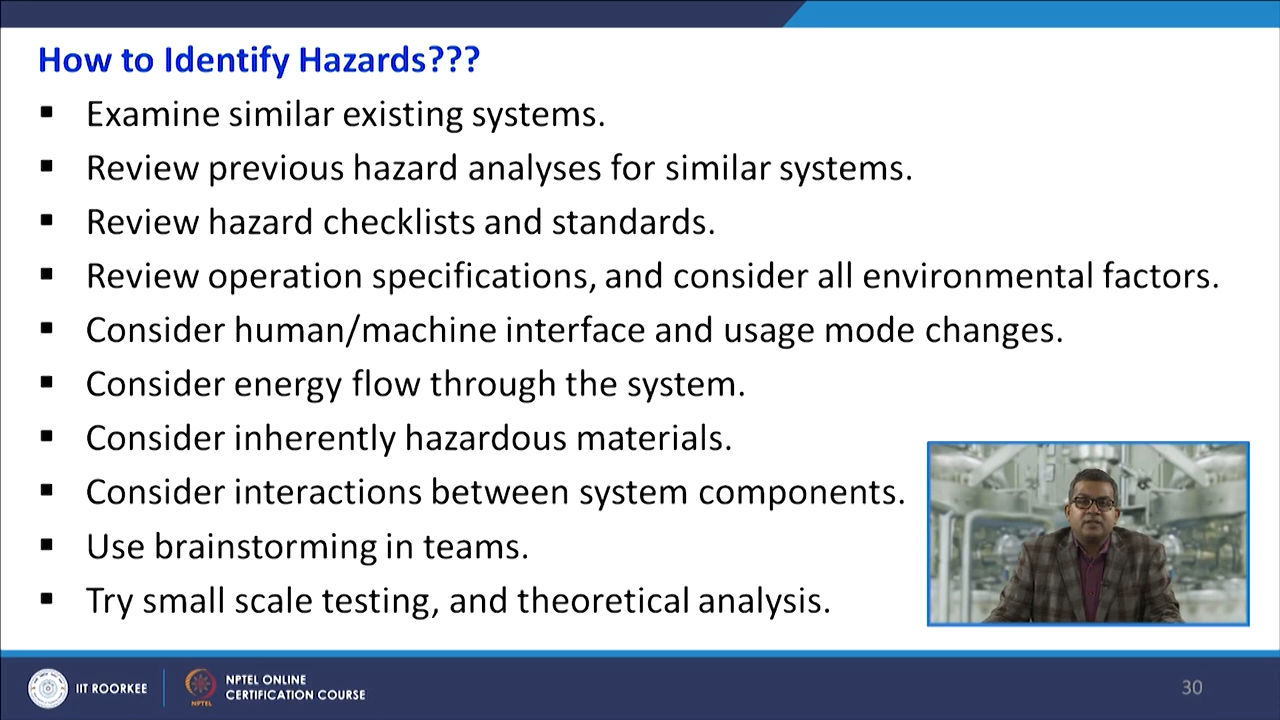 How to Identify Hazards???
▪ Examine similar existing systems.
▪ Review previous hazard analyses for similar systems.
▪ Review hazard checklists and standards.
▪ Review operation specifications, and consider all environmental factors.
▪ Consider human/machine interface and usage mode changes.
▪ Consider energy flow through the system.
▪ Consider inherently hazardous materials.
▪ Consider interactions between system components.
▪ Use brainstorming in teams.
▪ Try small scale testing, and theoretical analysis.
IIT ROORKEE
NPTEL
NPTEL ONLINE
CERTIFICATION COURSE
30